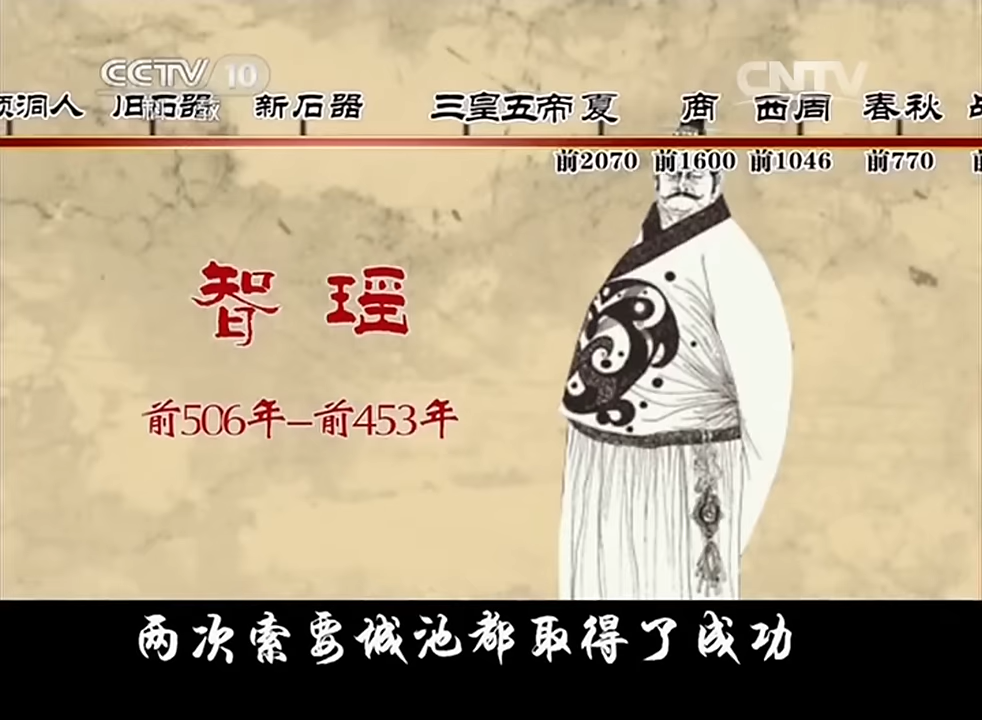 CCTV 10 CNTV
洞人 旧石器 新石器 三皇五帝 夏 商 西周 春秋
前2070 前1600 前1046 前770
智瑶
前506年–前453年
两次索要城池都取得了成功